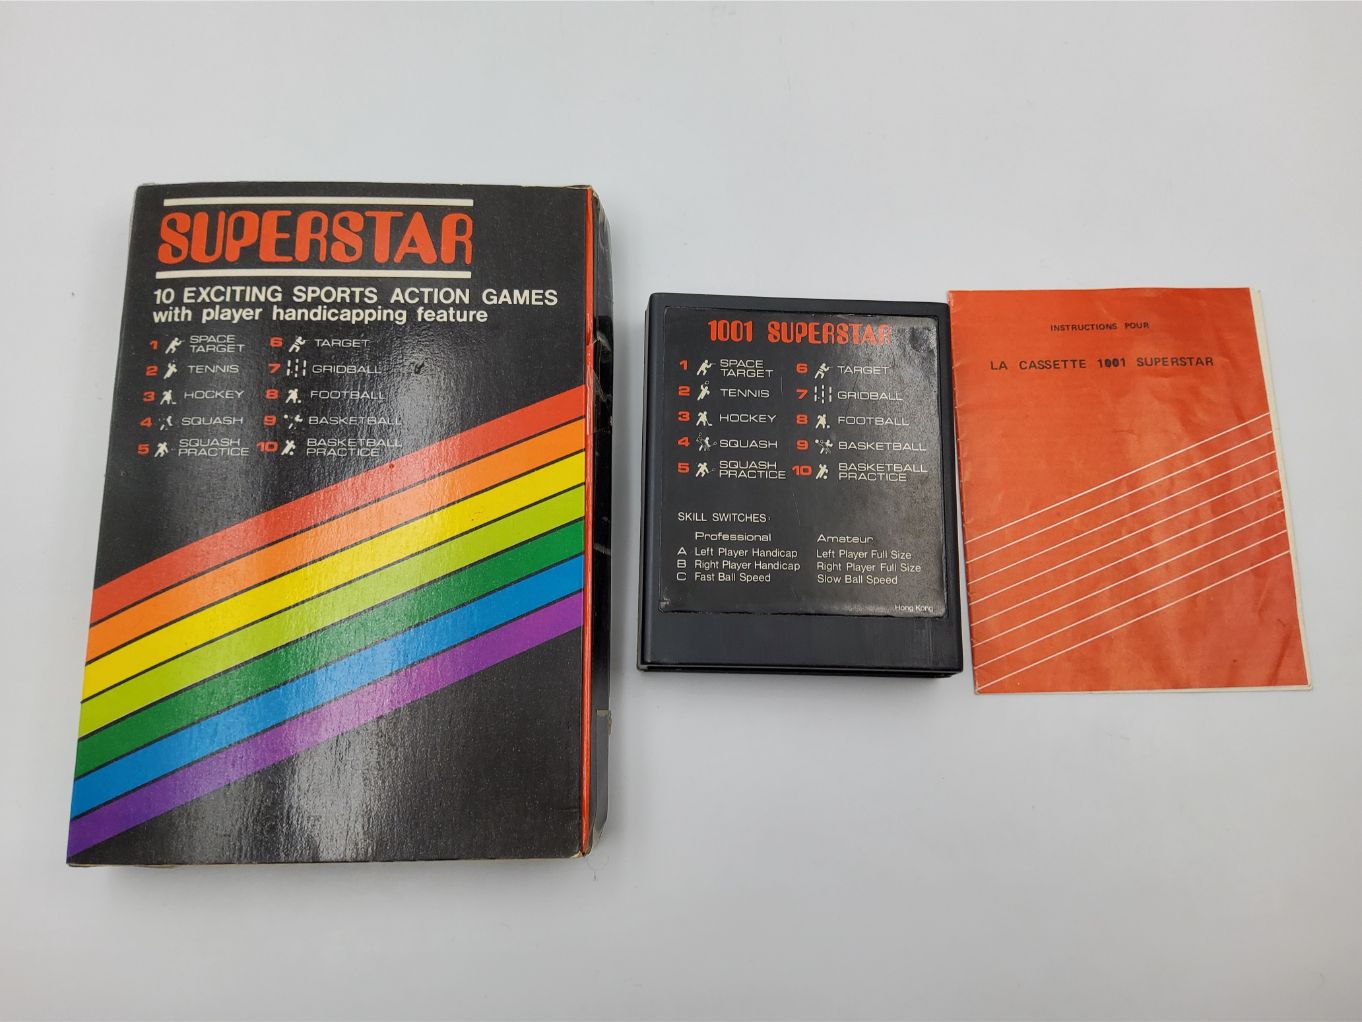 SUPERSTAR
10 EXCITING SPORTS ACTION GAMES
with player handicapping feature
1 SPACE TARGET
2 TENNIS
3 HOCKEY
4 SQUASH
5 SQUASH PRACTICE
6 TARGET
7 GRIDBALL
8 FOOTBALL
9 BASKETBALL
10 BASKETBALL PRACTICE
1001 SUPERSTAR
1 SPACE TARGET
2 TENNIS
3 HOCKEY
4 SQUASH
5 SQUASH PRACTICE
6 TARGET
7 GRIDBALL
8 FOOTBALL
9 BASKETBALL
10 BASKETBALL PRACTICE
SKILL SWITCHES:
Professional Amateur
A Left Player Handicap Left Player Full Size
B Right Player Handicap Right Player Full Size
C Fast Ball Speed Slow Ball Speed
Hong Kong
INSTRUCTIONS POUR
LA CASSETTE 1001 SUPERSTAR